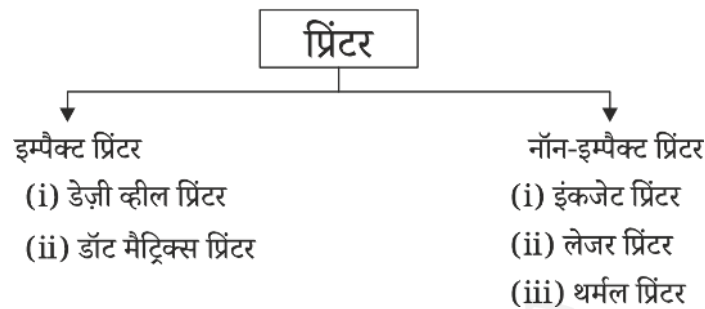 प्रिंटर
इम्पैक्ट प्रिंटर
(i) डेज़ी व्हील प्रिंटर
(ii) डॉट मैट्रिक्स प्रिंटर
नॉन-इम्पैक्ट प्रिंटर
(i) इंकजेट प्रिंटर
(ii) लेजर प्रिंटर
(iii) थर्मल प्रिंटर